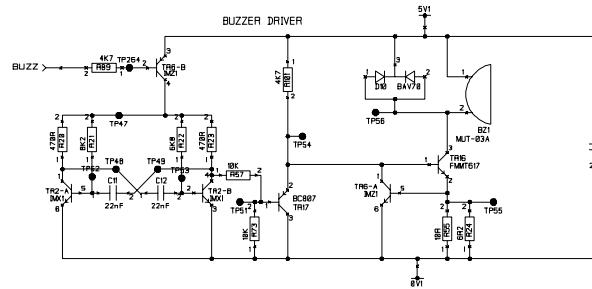 BUZZER DRIVER
5V1
BUZZ
4K7
R89
TP264
TR6-B
IMZ1
4K7
R101
D10
BAV70
TP56
BZ1
MUT-03A
TP47
470R
R20
8K2
R21
6K8
R22
470R
R23
TP48
TP49
TP52
TP53
10K
R57
TP54
TR16
FMMT617
TR2-A
IMX1
C11
22nF
C12
22nF
TR2-B
IMX1
TP51
10K
R73
BC807
TR17
TR6-A
IMZ1
10R
R55
6R2
R24
TP55
0V1